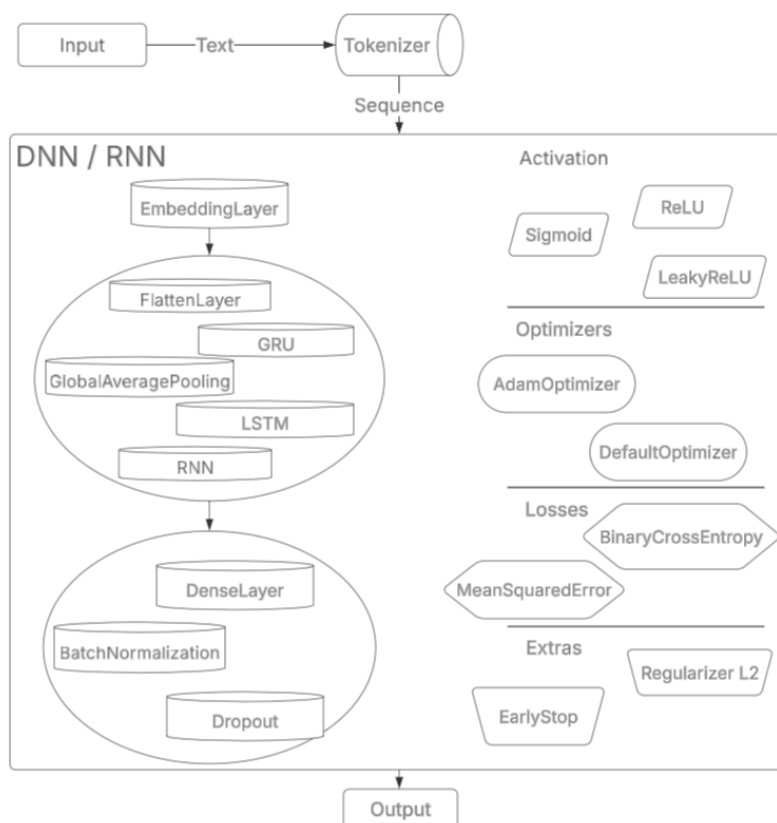 Input
Text
Tokenizer
Sequence
DNN / RNN
EmbeddingLayer
FlattenLayer
GRU
GlobalAveragePooling
LSTM
RNN
DenseLayer
BatchNormalization
Dropout
Activation
ReLU
Sigmoid
LeakyReLU
Optimizers
AdamOptimizer
DefaultOptimizer
Losses
BinaryCrossEntropy
MeanSquaredError
Extras
Regularizer L2
EarlyStop
Output